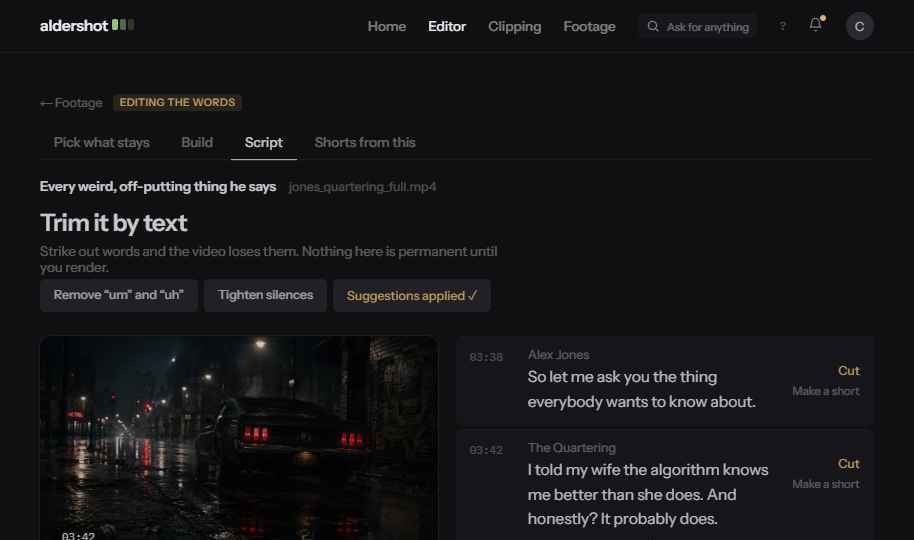 aldershot
Home Editor Clipping Footage Ask for anything ? C
← Footage EDITING THE WORDS
Pick what stays Build Script Shorts from this
Every weird, off-putting thing he says jones_quartering_full.mp4
Trim it by text
Strike out words and the video loses them. Nothing here is permanent until
you render.
Remove “um” and “uh” Tighten silences Suggestions applied ✓
03:38 Alex Jones
So let me ask you the thing
everybody wants to know about.
Cut
Make a short
03:42 The Quartering
I told my wife the algorithm knows
me better than she does. And
honestly? It probably does.
Cut
Make a short
03:42